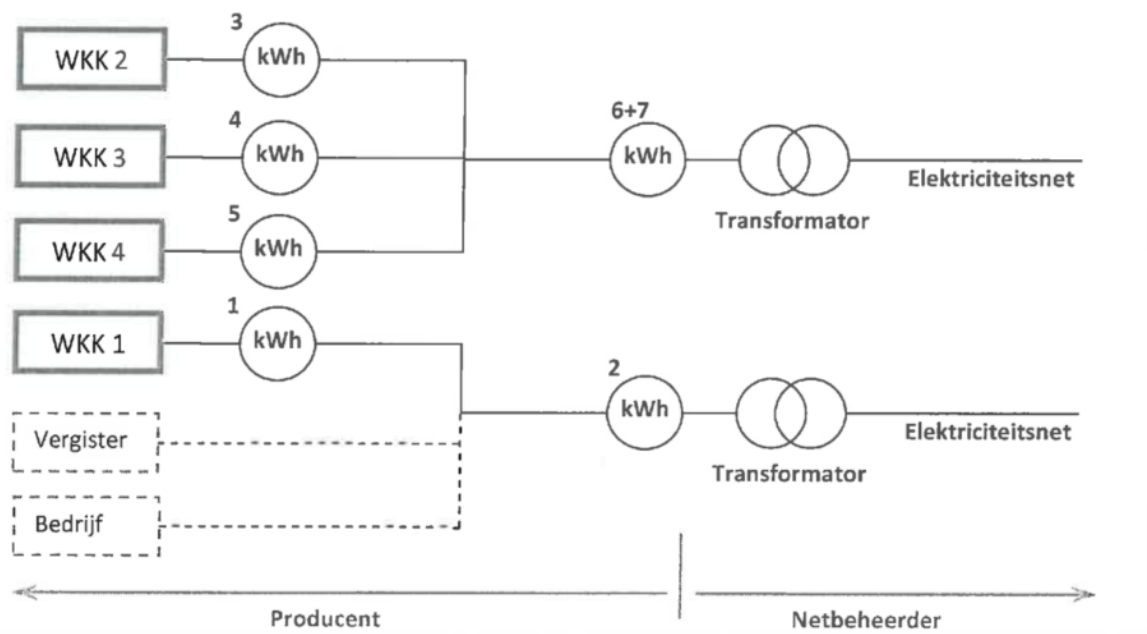 3
WKK 2
kWh
4
6+7
WKK 3
kWh
kWh
Elektriciteitsnet
5
Transformator
WKK 4
kWh
1
WKK 1
kWh
2
kWh
Vergister
Elektriciteitsnet
Transformator
Bedrijf
Producent
Netbeheerder